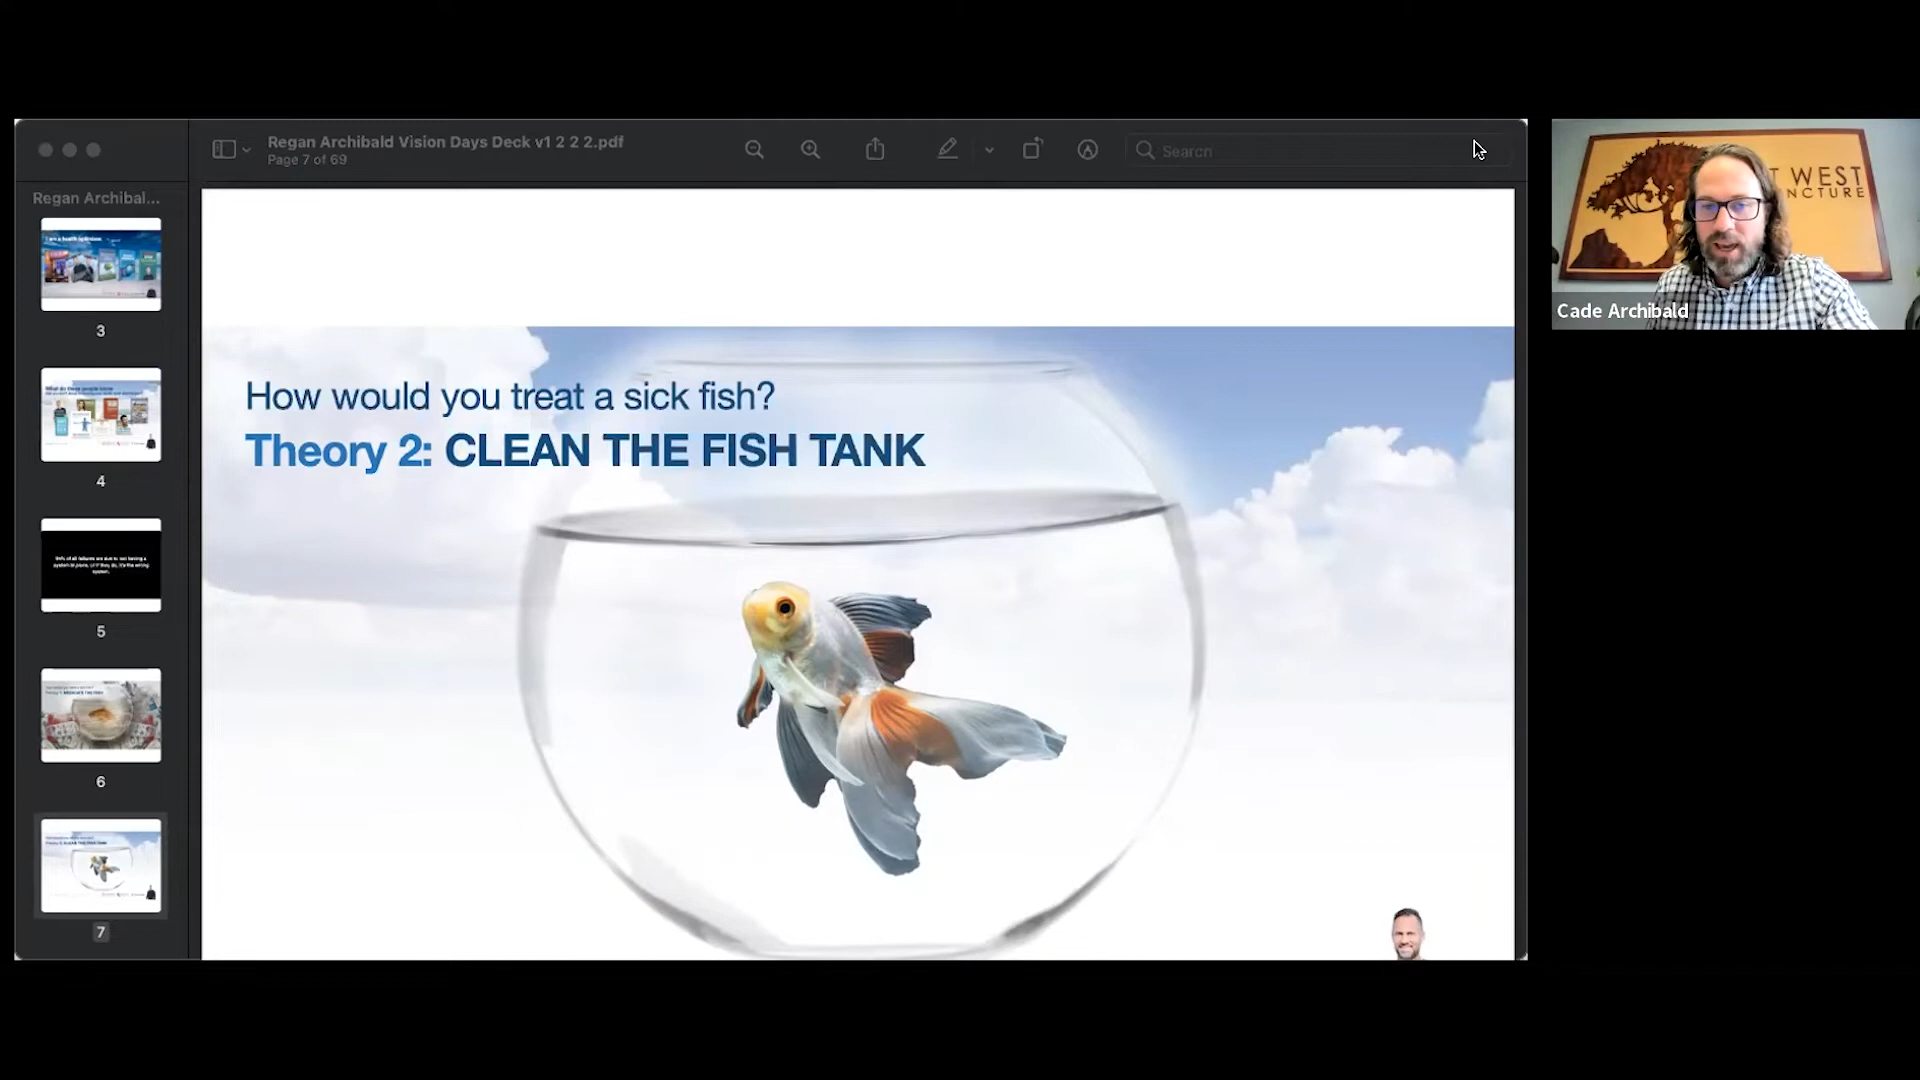 Regan Archibald Vision Days Deck v1 2 2 2.pdf
Page 7 of 69
Search
Regan Archibal...
3
4
5
6
7
How would you treat a sick fish?
Theory 2: CLEAN THE FISH TANK
T WEST
NCTURE
Cade Archibald